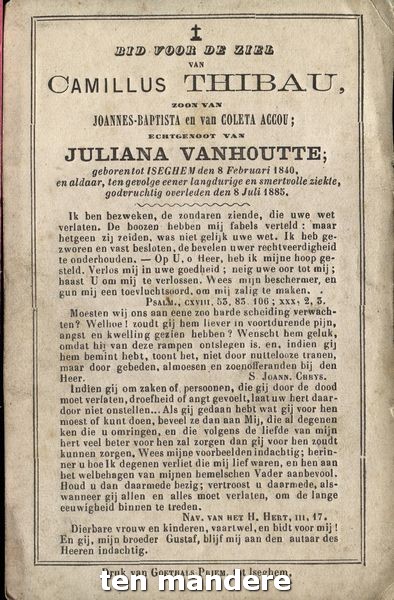 BID VOOR DE ZIEL
VAN
CAMILLUS THIBAU,
ZOON VAN
JOANNES-BAPTISTA en van COLETA ACCOU;
ECHTGENOOT VAN
JULIANA VANHOUTTE;
geboren tot ISEGHEM den 8 Februari 1840,
en aldaar, ten gevolge eener langdurige en smertvolle ziekte,
godvruchtig overleden den 8 Juli 1885.
Ik ben bezweken, de zondaren ziende, die uwe wet
verlaten. De boozen hebben mij fabels verteld : maar
hetgeen zij zeiden, was niet gelijk uwe wet. Ik heb ge-
zworen en vast besloten, de bevelen uwer rechtveerdigheid
te onderhouden. — Op U, o Heer, heb ik mijne hoop ge-
steld. Verlos mij in uwe goedheid ; neig uwe oor tot mij ;
haast U om mij te verlossen. Wees mijn beschermer, en
gun mij een toevluchtsoord, om mij zalig te maken.
PSALM., CXVIII, 53, 83, 106 ; XXX, 2, 3.
Moesten wij ons aan eene zoo harde scheiding verwach-
ten? Welhoe! zoudt gij hem liever in voortdurende pijn,
angst en kwelling gezien hebben ? Wenscht hem geluk,
omdat hij van deze rampen ontslegen is, en, indien gij
hem bemint hebt, toont het, niet door nuttelooze tranen,
maar door gebeden, almoesen en zoenofferanden bij den
Heer. S JOANN. CHRYS.
Indien gij om zaken of personen, die gij door de dood
moet verlaten, droefheid of angt gevoelt, laat uw hert daar-
door niet onstellen... Als gij gedaan hebt wat gij voor hen
moest of kunt doen, beveel ze dan aan Mij, die al degenen
ken die u omringen, en die volgens de liefde van mijn
hert veel beter voor hen zal zorgen dan gij voor hen zoudt
kunnen zorgen. Wees mijne voorbeelden indachtig; herin-
ner u hoe Ik degenen verliet die mij lief waren, en hen aan
het welbehagen van mijnen hemelschen Vader aanbevool.
Houd u dan daarmede bezig; vertroost u daarmede, als-
wanneer gij allen en alles moet verlaten, om de lange
eeuwigheid binnen te treden.
NAV. VAN HET H. HERT, III, 17.
Dierbare vrouw en kinderen, vaartwel, en bidt voor mij !
En gij, mijn broeder Gustaf, blijf mij aan den autaar des
Heeren indachtig.
Druk van GOETHALS PRIEM, tot Iseghem.
ten mandere